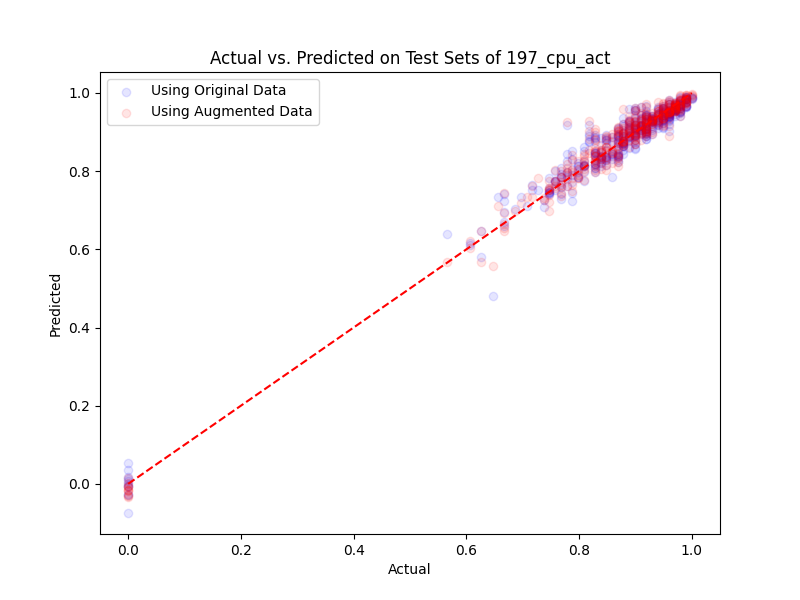 Actual vs. Predicted on Test Sets of 197_cpu_act
Using Original Data
Using Augmented Data
1.0
0.8
0.6
0.4
0.2
0.0
Predicted
0.0 0.2 0.4 0.6 0.8 1.0
Actual